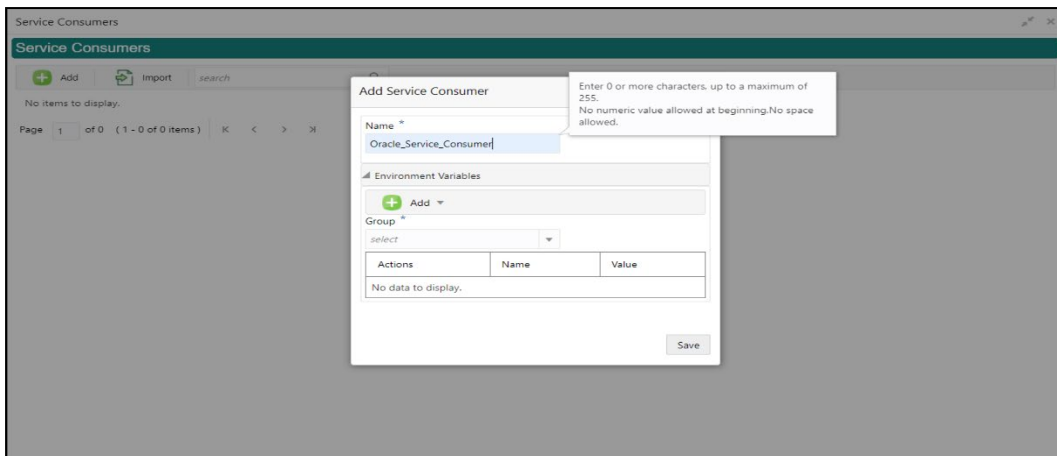 Service Consumers
Service Consumers
Add Import search
No items to display.
Page 1 of 0 (1 - 0 of 0 items) K < > >|
Add Service Consumer
Enter 0 or more characters, up to a maximum of
255.
No numeric value allowed at beginning.No space
allowed.
Name *
Oracle_Service_Consumer
Environment Variables
Add
Group *
select
Actions Name Value
No data to display.
Save